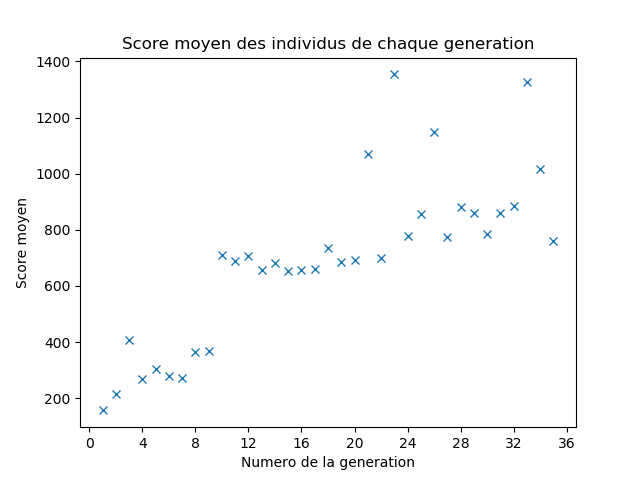 Score moyen des individus de chaque generation
1400
1200
1000
800
600
400
200
Score moyen
0 4 8 12 16 20 24 28 32 36
Numero de la generation